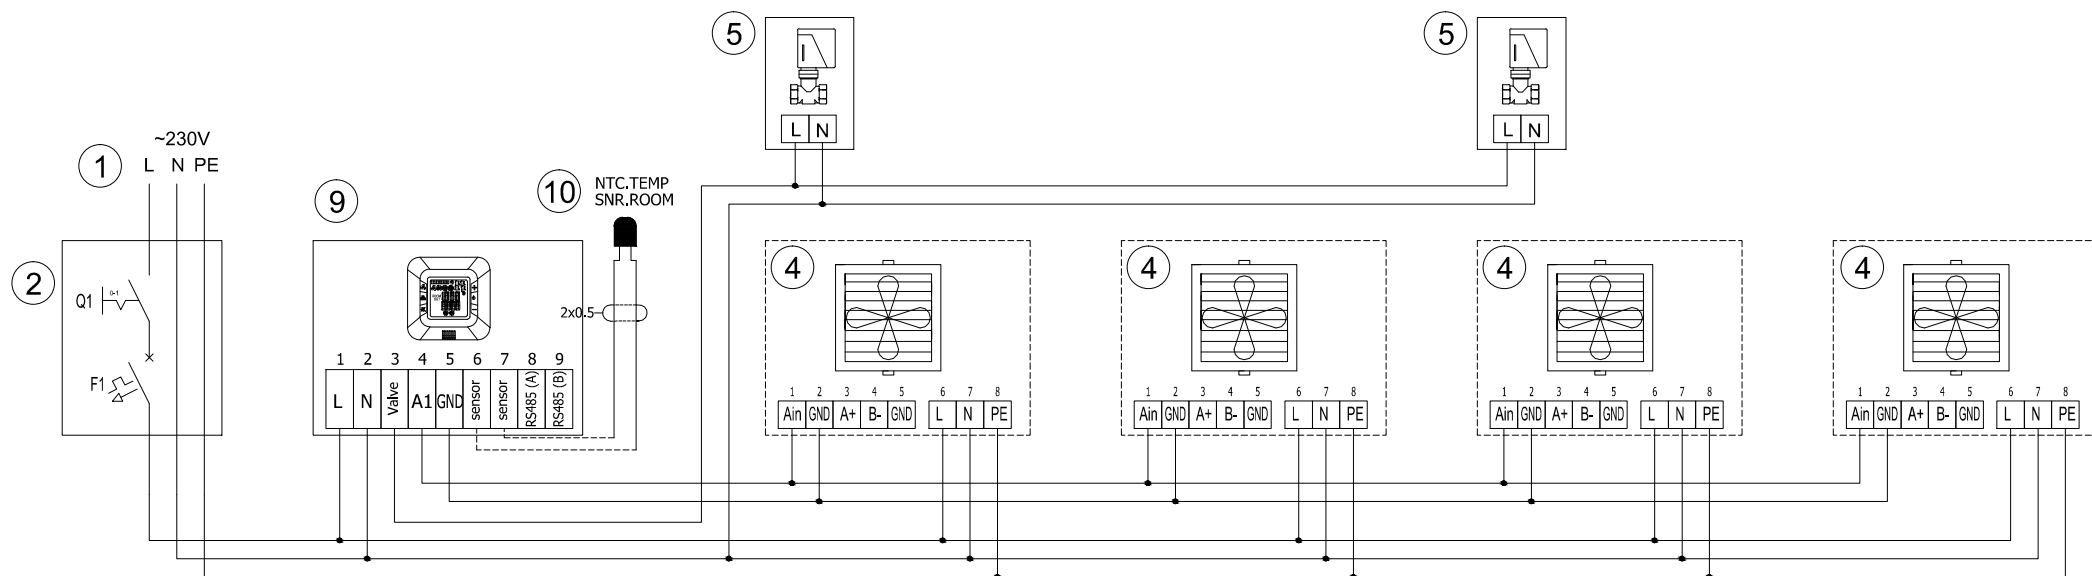 5
5
L N
L N
~230V
1
L N PE
10
NTC.TEMP
SNR.ROOM
9
2
Q1
0-1
F1
2x0.5
4
4
4
4
1 2 3 4 5 6 7 8 9
L N Valve A1 GND sensor sensor RS485 (A) RS485 (B)
1 2 3 4 5 6 7 8
Ain GND A+ B- GND L N PE
1 2 3 4 5 6 7 8
Ain GND A+ B- GND L N PE
1 2 3 4 5 6 7 8
Ain GND A+ B- GND L N PE
1 2 3 4 5 6 7 8
Ain GND A+ B- GND L N PE